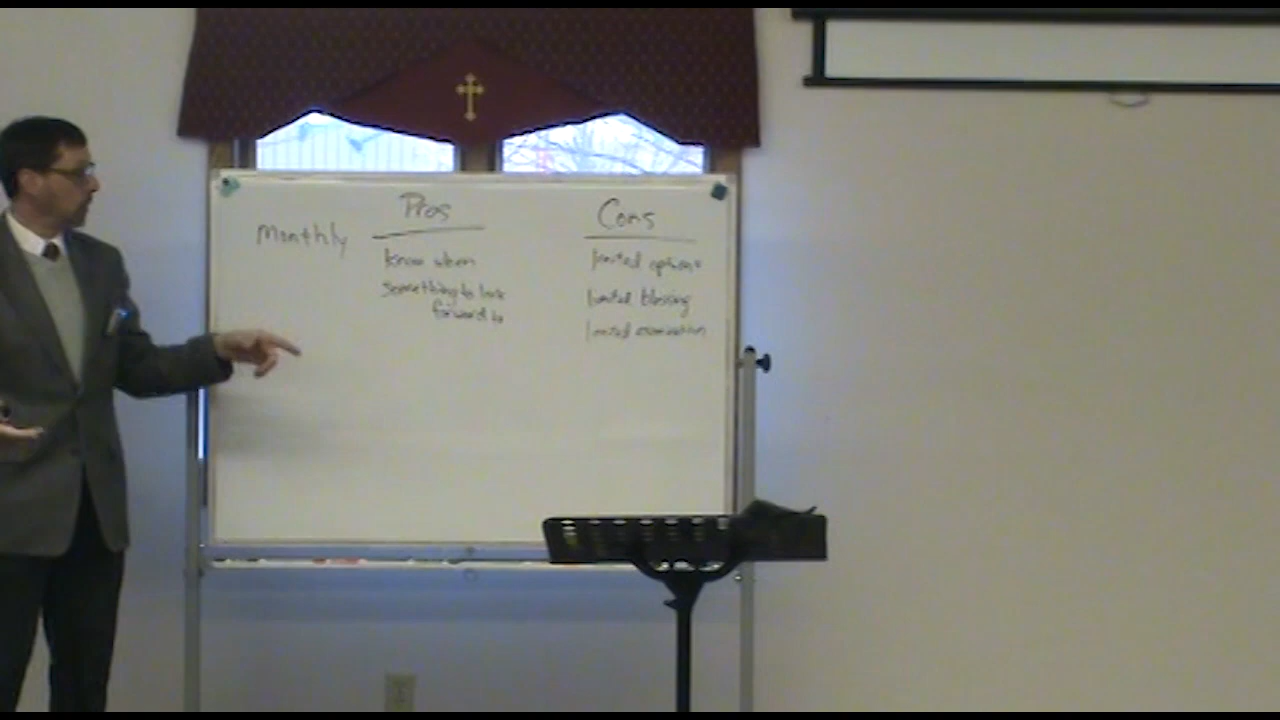 Pros
Cons
Monthly
know when
limited options
something to look
forward to
limited blessing
limited examination